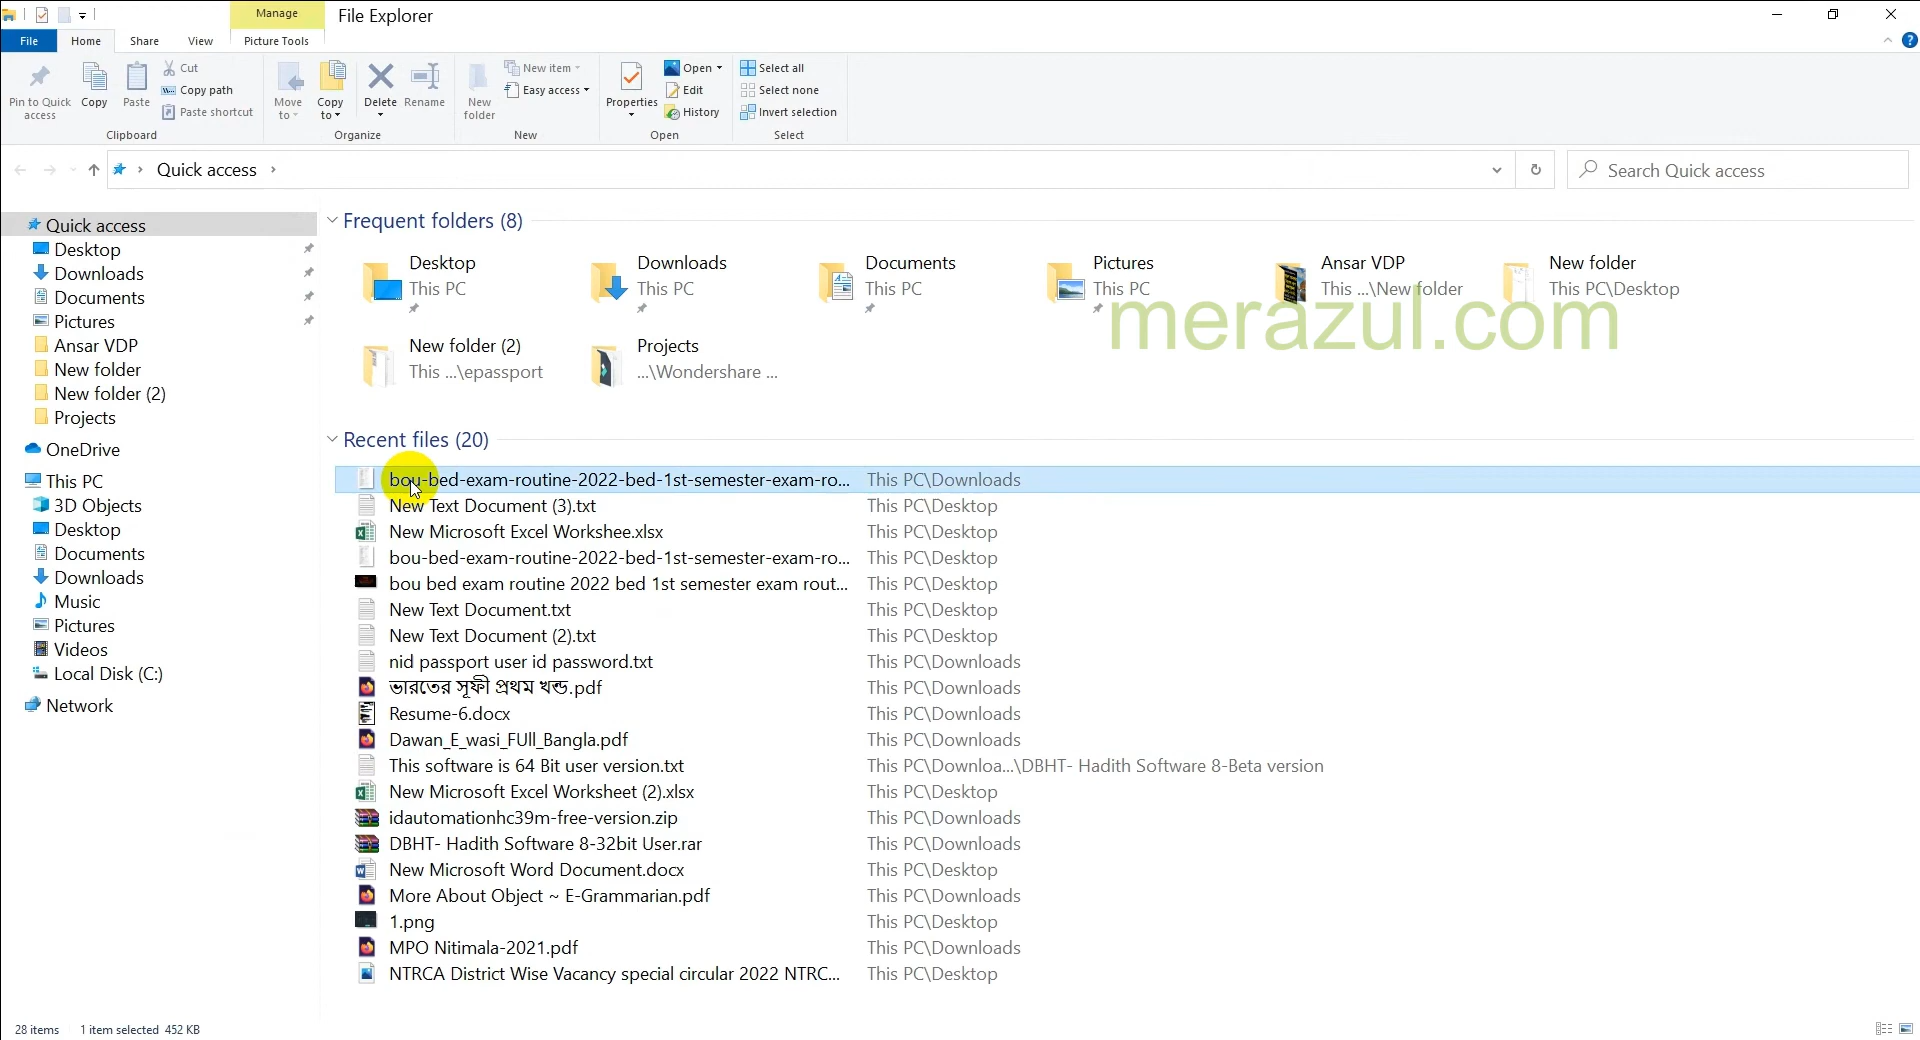 Manage
File Explorer
File
Home
Share
View
Picture Tools
Pin to Quick access
Copy
Paste
Cut
Copy path
Paste shortcut
Clipboard
Move to
Copy to
Delete
Rename
Organize
New folder
New item
Easy access
New
Properties
Open
Edit
History
Open
Select all
Select none
Invert selection
Select
Quick access
Search Quick access
Quick access
Desktop
Downloads
Documents
Pictures
Ansar VDP
New folder
New folder (2)
Projects
OneDrive
This PC
3D Objects
Desktop
Documents
Downloads
Music
Pictures
Videos
Local Disk (C:)
Network
Frequent folders (8)
Desktop
This PC
Downloads
This PC
Documents
This PC
Pictures
This PC
Ansar VDP
This ...\New folder
New folder
This PC\Desktop
merazul.com
New folder (2)
This ...\epassport
Projects
...\Wondershare ...
Recent files (20)
bou-bed-exam-routine-2022-bed-1st-semester-exam-ro... This PC\Downloads
New Text Document (3).txt This PC\Desktop
New Microsoft Excel Workshee.xlsx This PC\Desktop
bou-bed-exam-routine-2022-bed-1st-semester-exam-ro... This PC\Desktop
bou bed exam routine 2022 bed 1st semester exam rout... This PC\Desktop
New Text Document.txt This PC\Desktop
New Text Document (2).txt This PC\Desktop
nid passport user id password.txt This PC\Downloads
ভারতের সূফী প্রথম খন্ড.pdf This PC\Downloads
Resume-6.docx This PC\Downloads
Dawan_E_wasi_FUll_Bangla.pdf This PC\Downloads
This software is 64 Bit user version.txt This PC\Downloa...\DBHT- Hadith Software 8-Beta version
New Microsoft Excel Worksheet (2).xlsx This PC\Desktop
idautomationhc39m-free-version.zip This PC\Downloads
DBHT- Hadith Software 8-32bit User.rar This PC\Downloads
New Microsoft Word Document.docx This PC\Desktop
More About Object ~ E-Grammarian.pdf This PC\Downloads
1.png This PC\Desktop
MPO Nitimala-2021.pdf This PC\Downloads
NTRCA District Wise Vacancy special circular 2022 NTRC... This PC\Desktop
28 items 1 item selected 452 KB